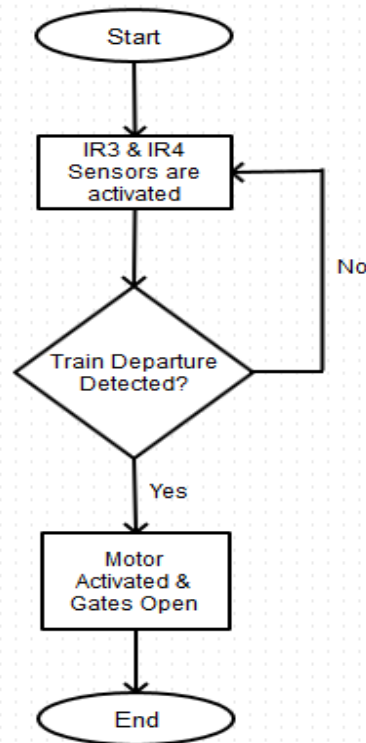 Start
IR3 & IR4
Sensors are
activated
No
Train Departure
Detected?
Yes
Motor
Activated &
Gates Open
End